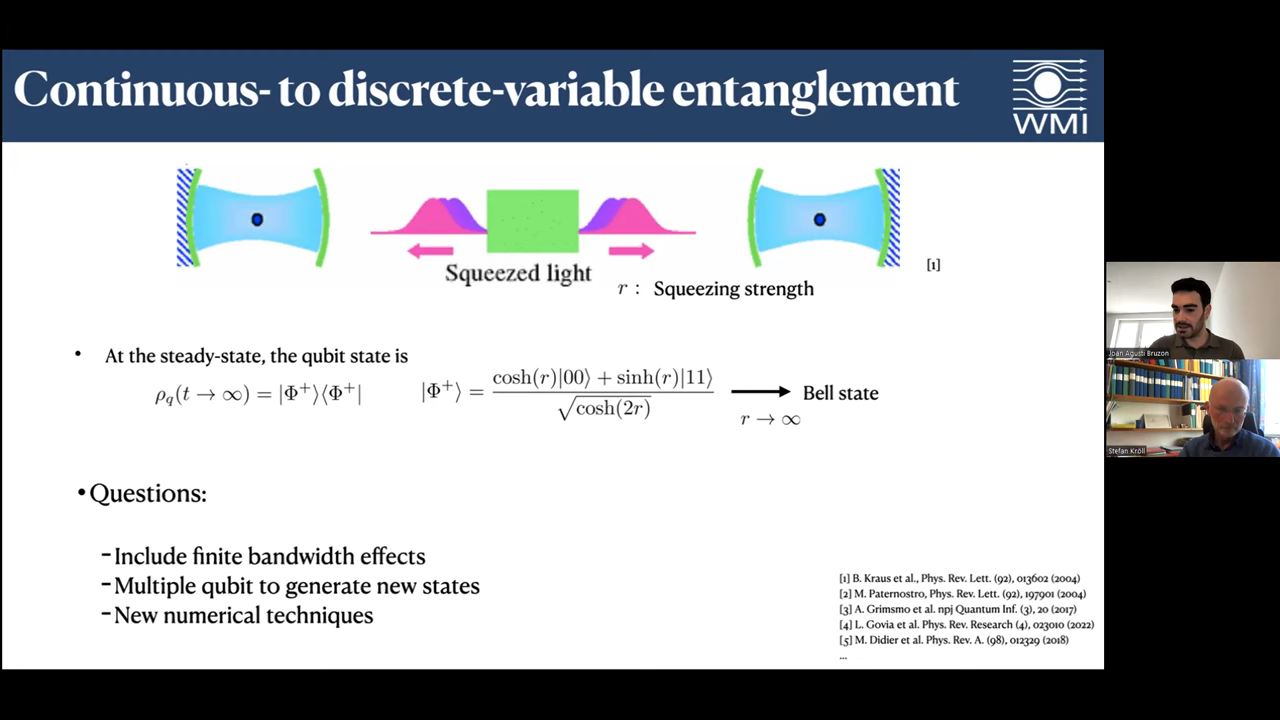 Continuous- to discrete-variable entanglement
WMI
Squeezed light
r : Squeezing strength
[1]
• At the steady-state, the qubit state is
ρ_q(t → ∞) = |Φ⁺⟩⟨Φ⁺|
|Φ⁺⟩ = (cosh(r)|00⟩ + sinh(r)|11⟩) / √cosh(2r)
Bell state
r → ∞
• Questions:
- Include finite bandwidth effects
- Multiple qubit to generate new states
- New numerical techniques
[1] B. Kraus et al., Phys. Rev. Lett. (92), 013602 (2004)
[2] M. Paternostro, Phys. Rev. Lett. (92), 197901 (2004)
[3] A. Grimsmo et al. npj Quantum Inf. (3), 20 (2017)
[4] L. Govia et al. Phys. Rev. Research (4), 023010 (2022)
[5] M. Didier et al. Phys. Rev. A. (98), 012329 (2018)
...
Joan Agustí Bruzon
Stefan Kröll